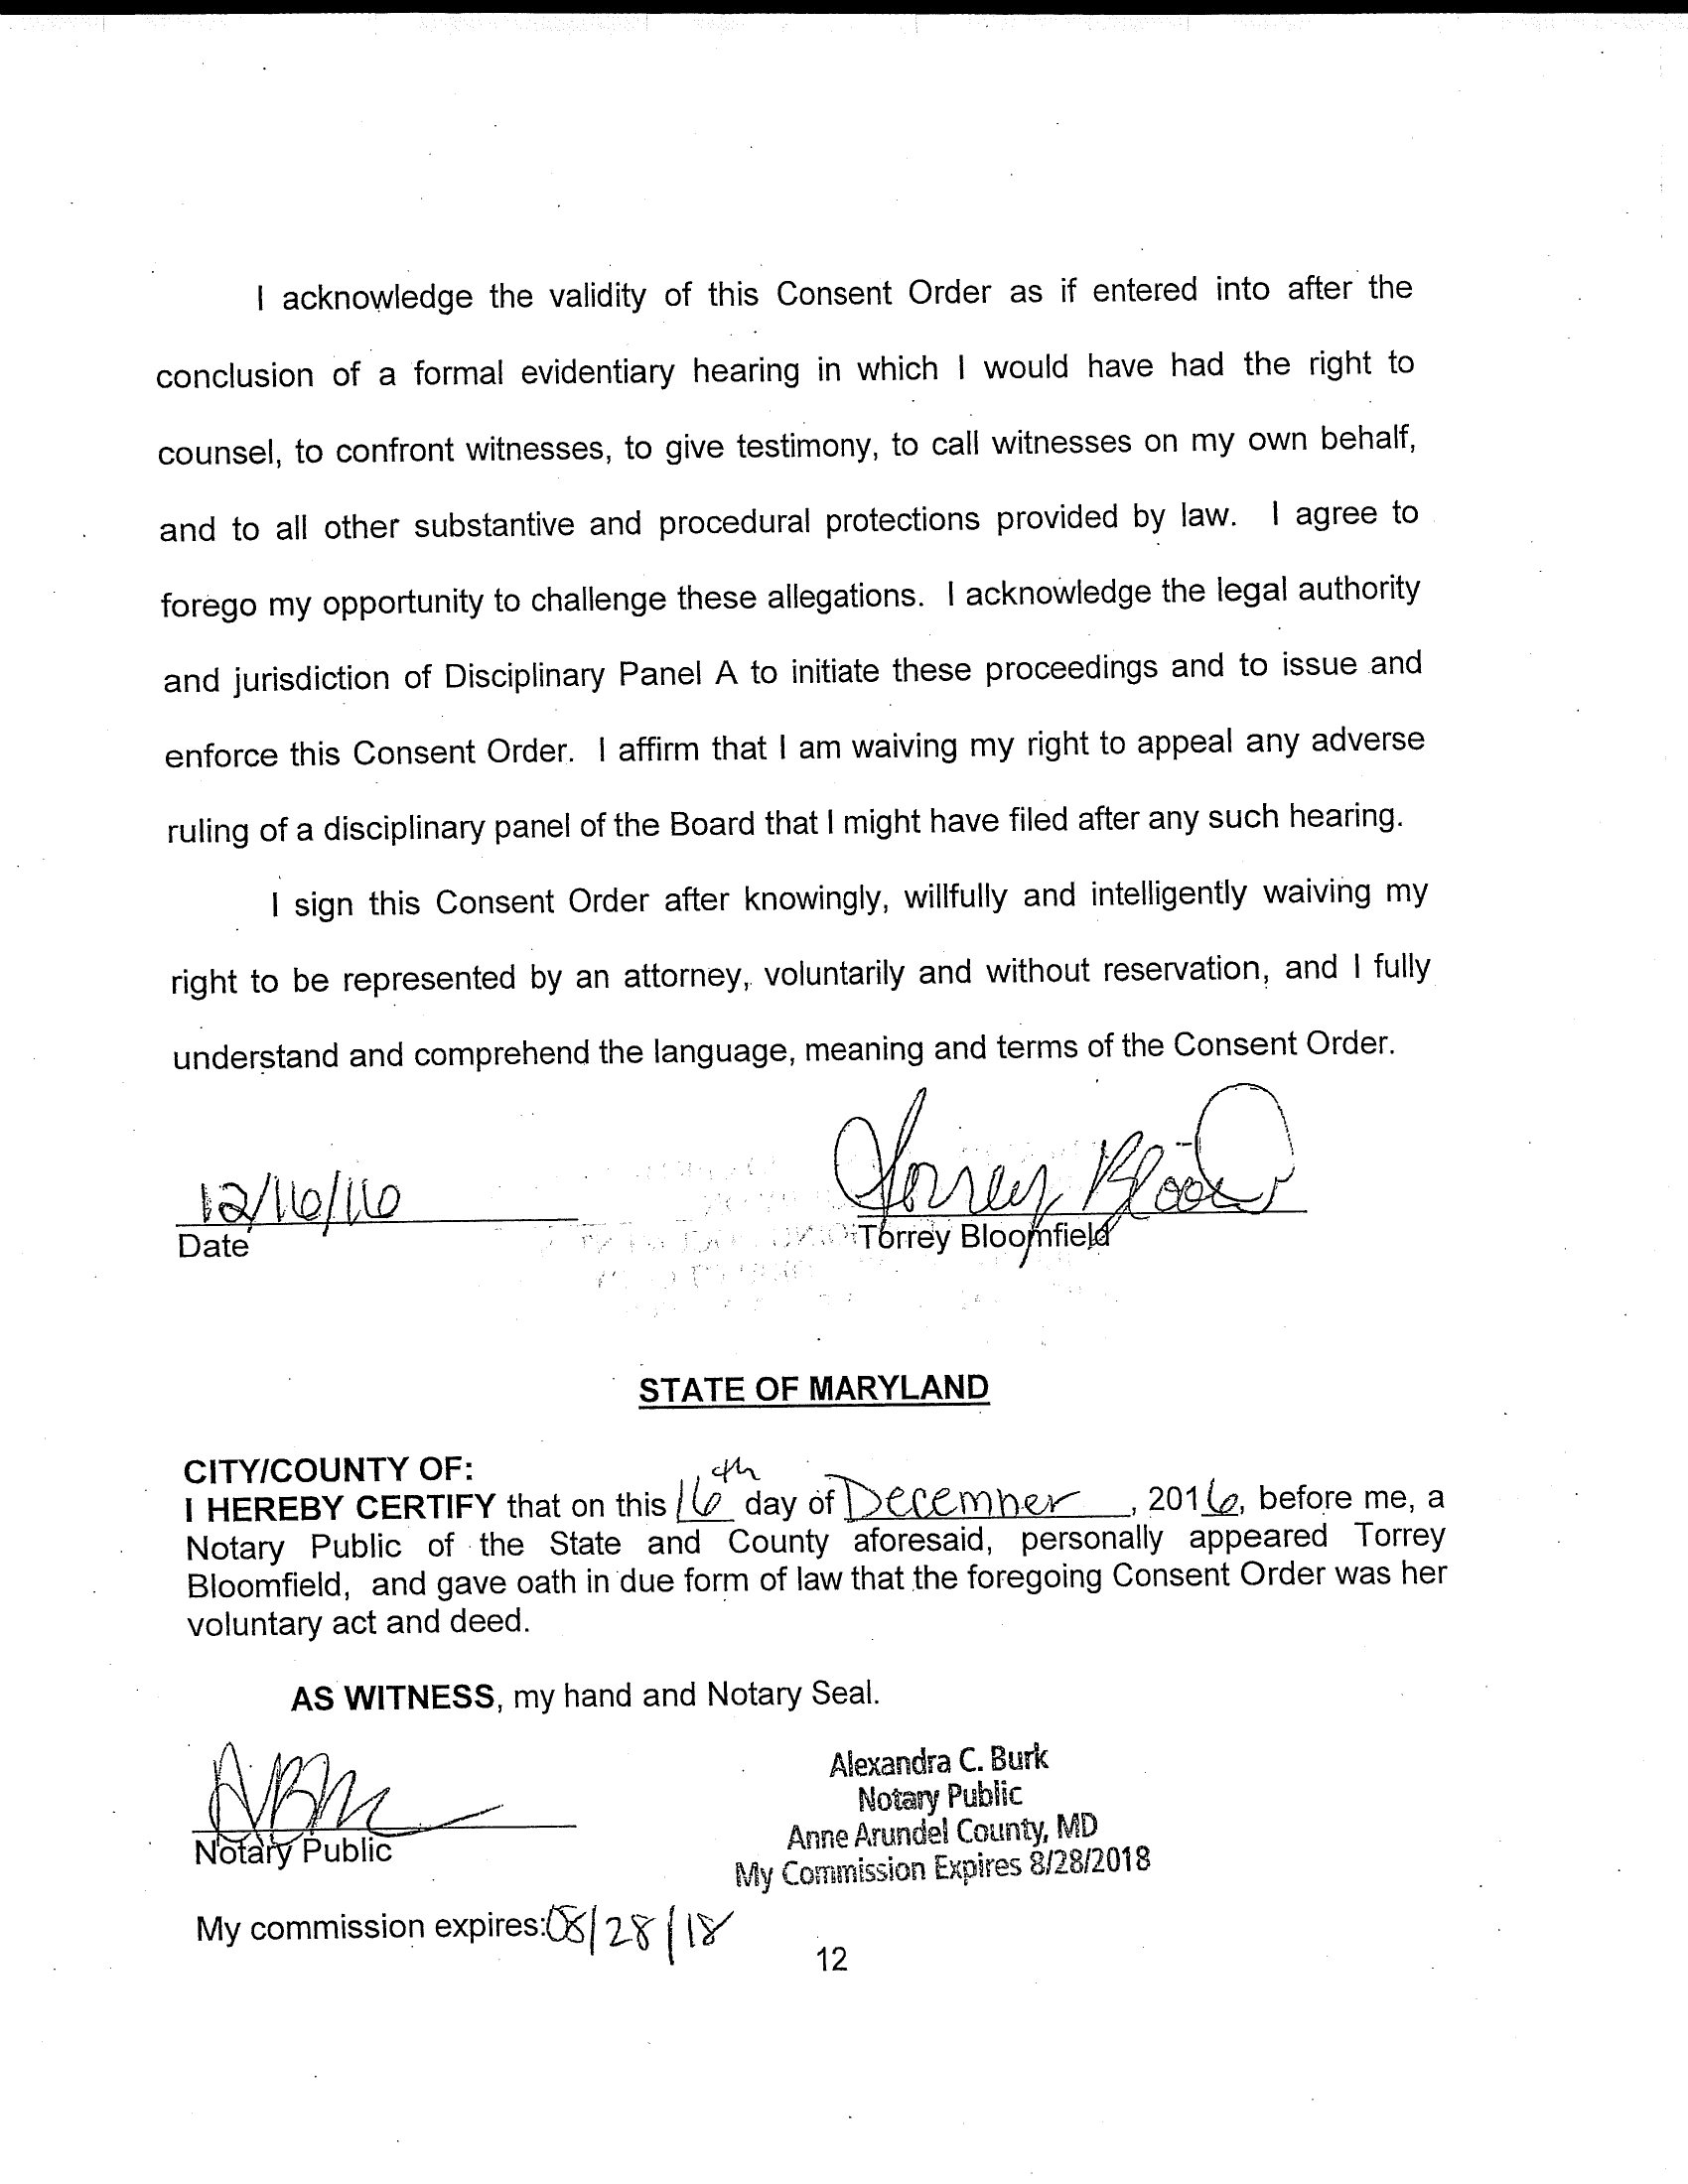 I acknowledge the validity of this Consent Order as if entered into after the
conclusion of a formal evidentiary hearing in which I would have had the right to
counsel, to confront witnesses, to give testimony, to call witnesses on my own behalf,
and to all other substantive and procedural protections provided by law. I agree to
forego my opportunity to challenge these allegations. I acknowledge the legal authority
and jurisdiction of Disciplinary Panel A to initiate these proceedings and to issue and
enforce this Consent Order. I affirm that I am waiving my right to appeal any adverse
ruling of a disciplinary panel of the Board that I might have filed after any such hearing.
I sign this Consent Order after knowingly, willfully and intelligently waiving my
right to be represented by an attorney, voluntarily and without reservation, and I fully
understand and comprehend the language, meaning and terms of the Consent Order.
12/16/16 Torrey
Date Torrey Bloomfield
STATE OF MARYLAND
CITY/COUNTY OF:
I HEREBY CERTIFY that on this 16th day of December, 2016, before me, a
Notary Public of the State and County aforesaid, personally appeared Torrey
Bloomfield, and gave oath in due form of law that the foregoing Consent Order was her
voluntary act and deed.
AS WITNESS, my hand and Notary Seal.
Alexandra C. Burk
Notary Public
Anne Arundel County, MD
My Commission Expires 8/28/2018
Notary Public
My commission expires: 08/28/18
12